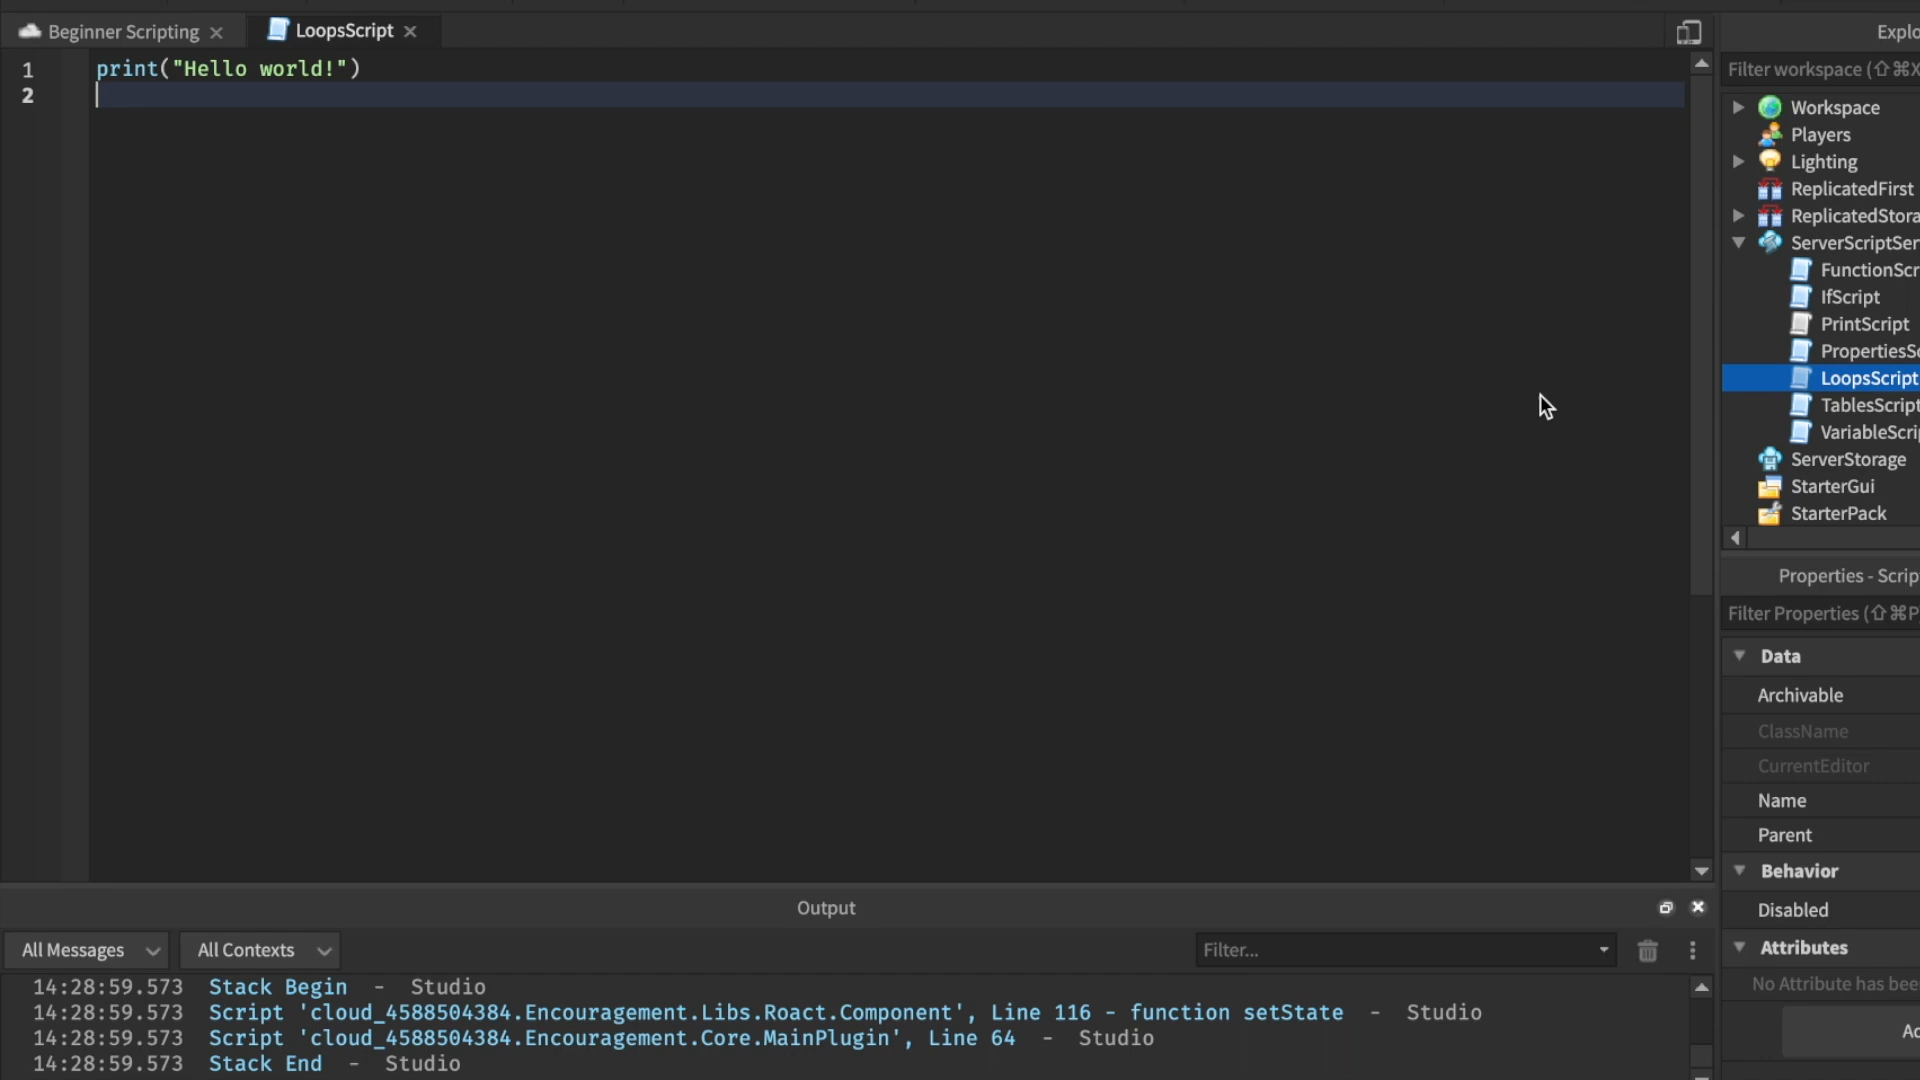 Beginner Scripting
LoopsScript
1 print("Hello world!")
2
Explo
Filter workspace (⇧⌘X
Workspace
Players
Lighting
ReplicatedFirst
ReplicatedStora
ServerScriptSer
FunctionScr
IfScript
PrintScript
PropertiesSc
LoopsScript
TablesScript
VariableScri
ServerStorage
StarterGui
StarterPack
Properties - Scrip
Filter Properties (⇧⌘P
Data
Archivable
ClassName
CurrentEditor
Name
Parent
Behavior
Disabled
Attributes
No Attribute has bee
Ad
Output
All Messages
All Contexts
Filter...
14:28:59.573 Stack Begin - Studio
14:28:59.573 Script 'cloud_4588504384.Encouragement.Libs.Roact.Component', Line 116 - function setState - Studio
14:28:59.573 Script 'cloud_4588504384.Encouragement.Core.MainPlugin', Line 64 - Studio
14:28:59.573 Stack End - Studio